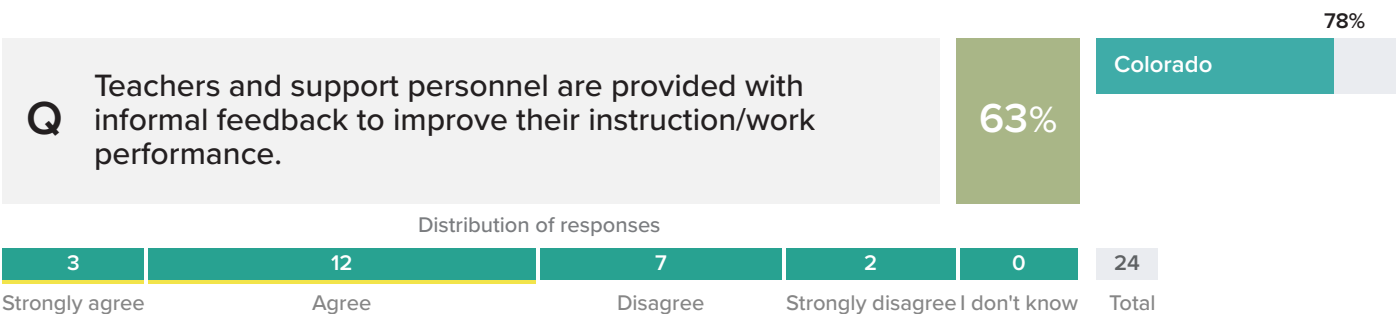 78%
Q
Teachers and support personnel are provided with
informal feedback to improve their instruction/work
performance.
63%
Colorado
Distribution of responses
3 12 7 2 0 24
Strongly agree Agree Disagree Strongly disagree I don't know Total